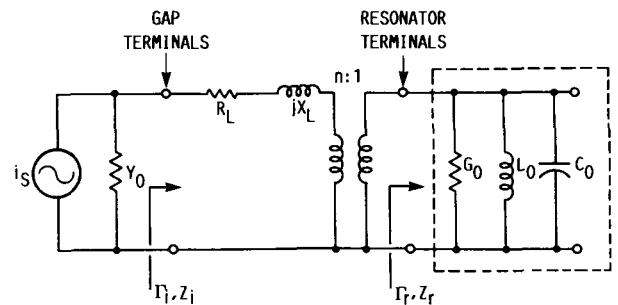 GAP
TERMINALS
RESONATOR
TERMINALS
n:1
R_L
jX_L
i_S
Y_0
G_0
L_0
C_0
Γ_i, Z_i
Γ_r, Z_r